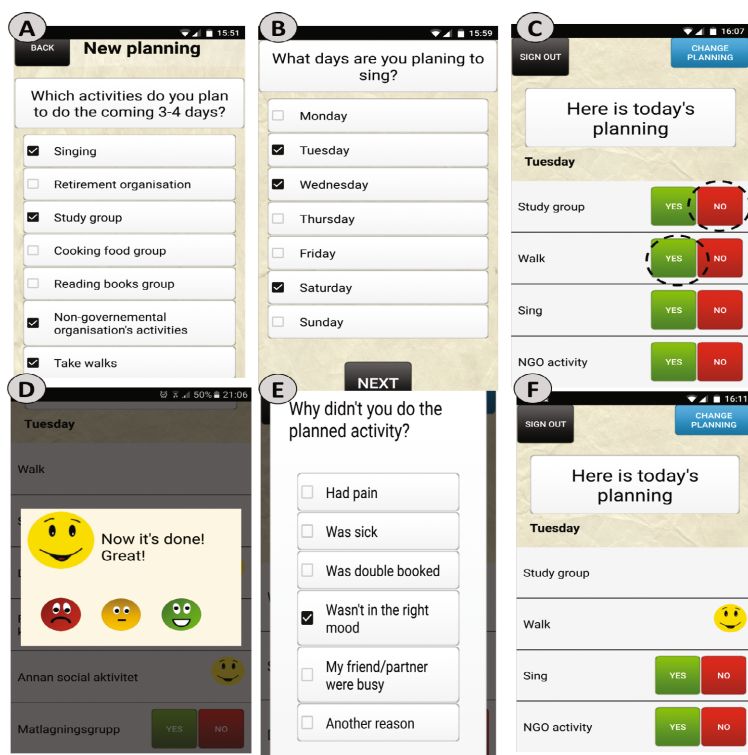 A
15:51
BACK
New planning
Which activities do you plan
to do the coming 3-4 days?
Singing
Retirement organisation
Study group
Cooking food group
Reading books group
Non-governemental
organisation's activities
Take walks
B
15:59
What days are you planing to
sing?
Monday
Tuesday
Wednesday
Thursday
Friday
Saturday
Sunday
NEXT
C
16:07
SIGN OUT
CHANGE
PLANNING
Here is today's
planning
Tuesday
Study group YES NO
Walk YES NO
Sing YES NO
NGO activity YES NO
D
50% 21:06
Tuesday
Walk
Now it's done!
Great!
Annan social aktivitet
Matlagningsgrupp YES NO
E
Why didn't you do the
planned activity?
Had pain
Was sick
Was double booked
Wasn't in the right
mood
My friend/partner
were busy
Another reason
F
16:11
SIGN OUT
CHANGE
PLANNING
Here is today's
planning
Tuesday
Study group
Walk
Sing YES NO
NGO activity YES NO